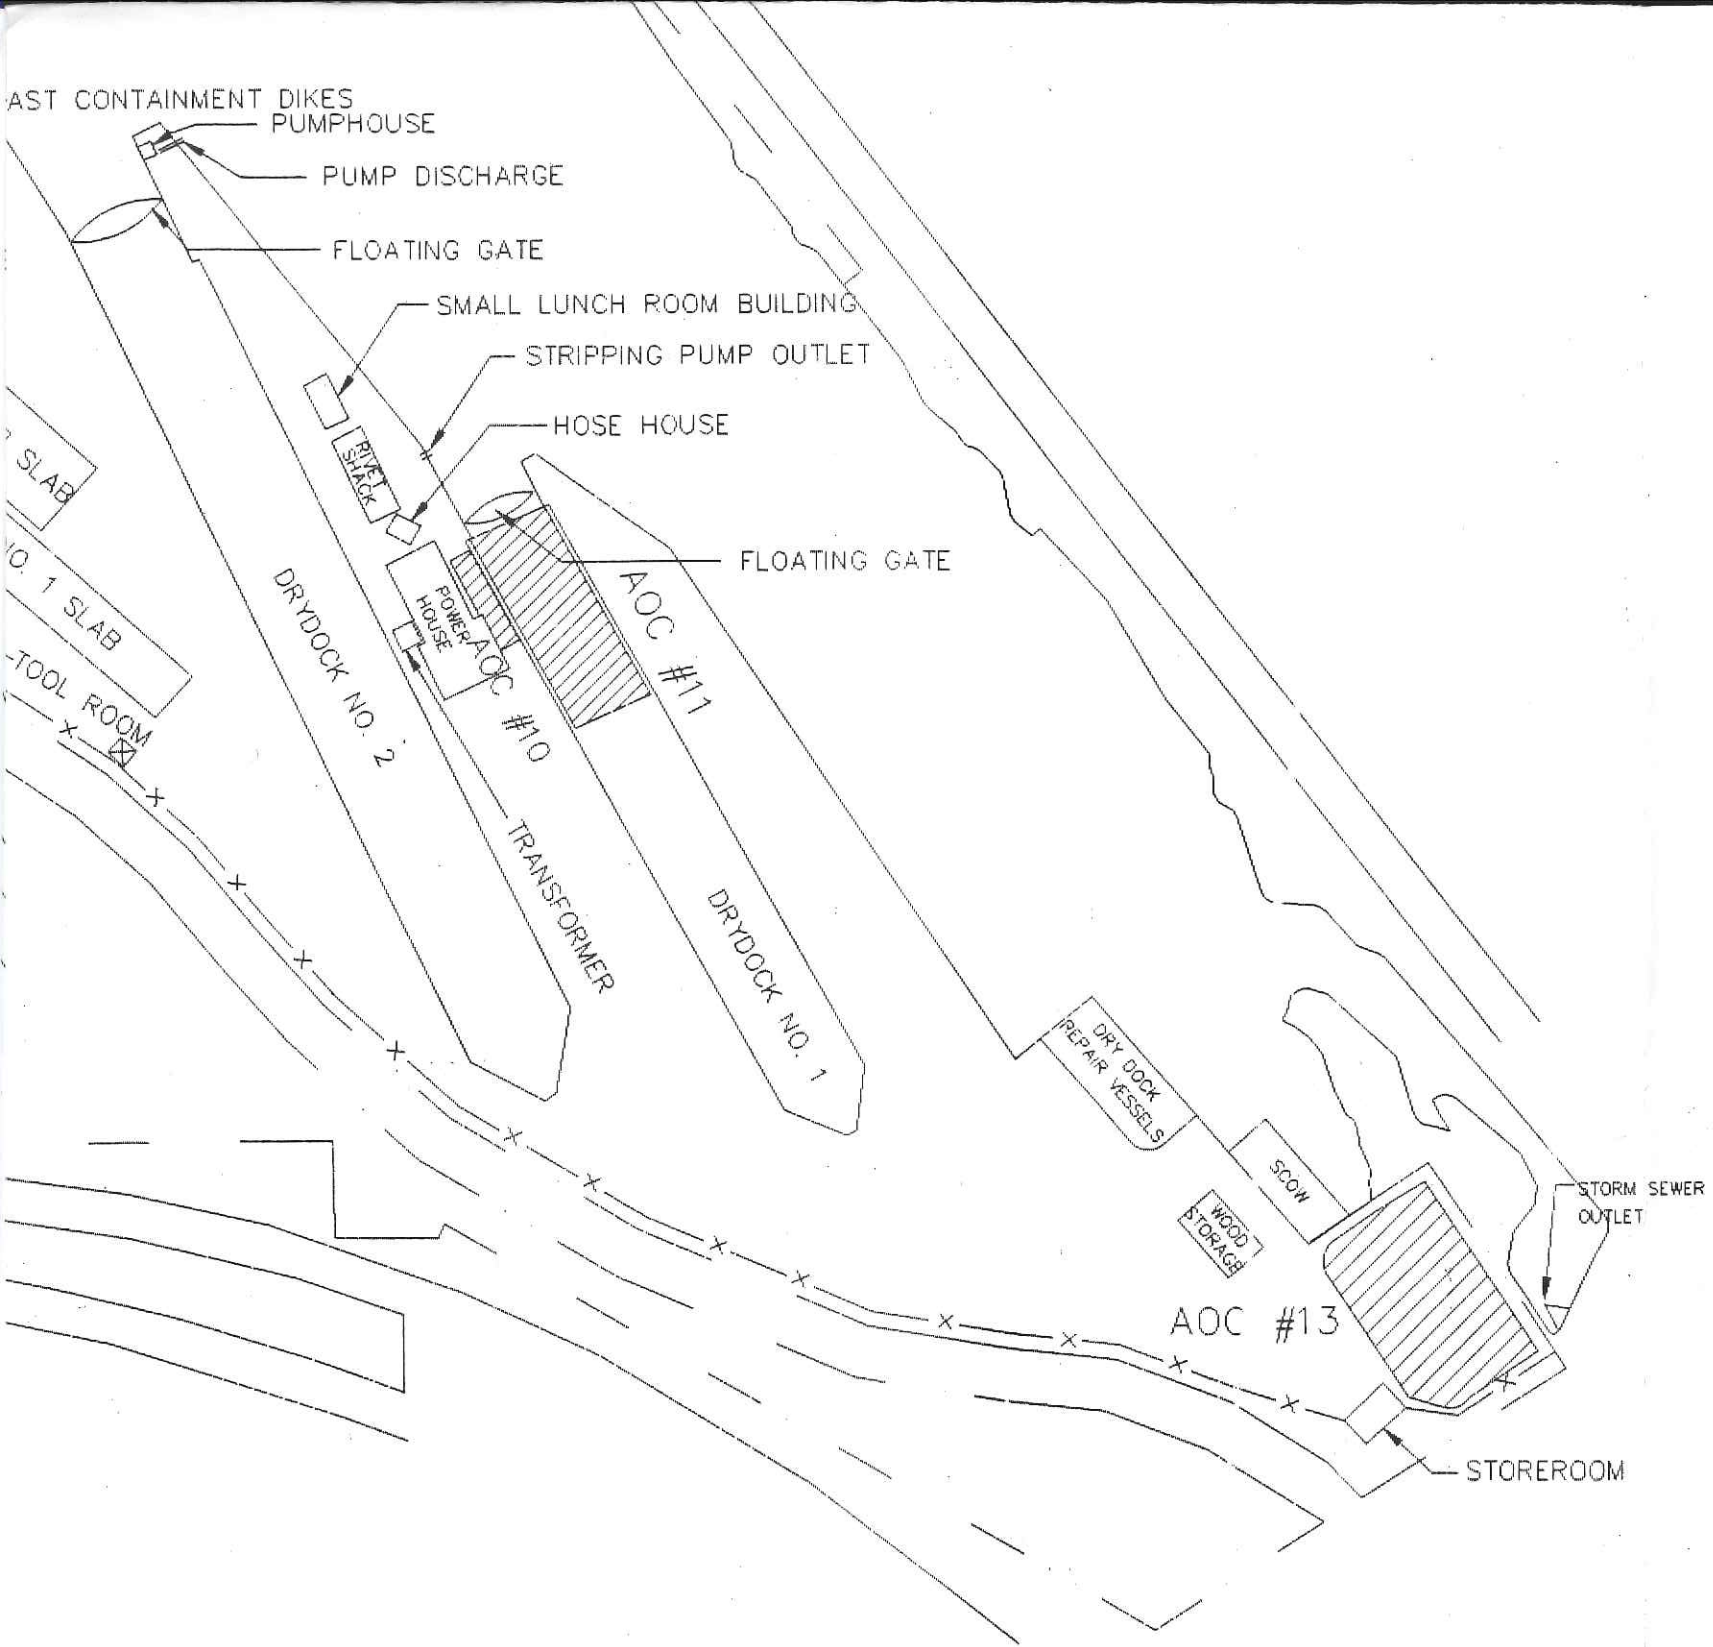 AST CONTAINMENT DIKES
PUMPHOUSE
PUMP DISCHARGE
FLOATING GATE
SMALL LUNCH ROOM BUILDING
STRIPPING PUMP OUTLET
HOSE HOUSE
RIVET
SHACK
SLAB
NO. 1 SLAB
TOOL ROOM
DRYDOCK NO. 2
POWER
HOUSE
AOC #10
FLOATING GATE
AOC #11
TRANSFORMER
DRYDOCK NO. 1
DRY DOCK
REPAIR VESSELS
SCOW
WOOD
STORAGE
STORM SEWER
OUTLET
AOC #13
STOREROOM